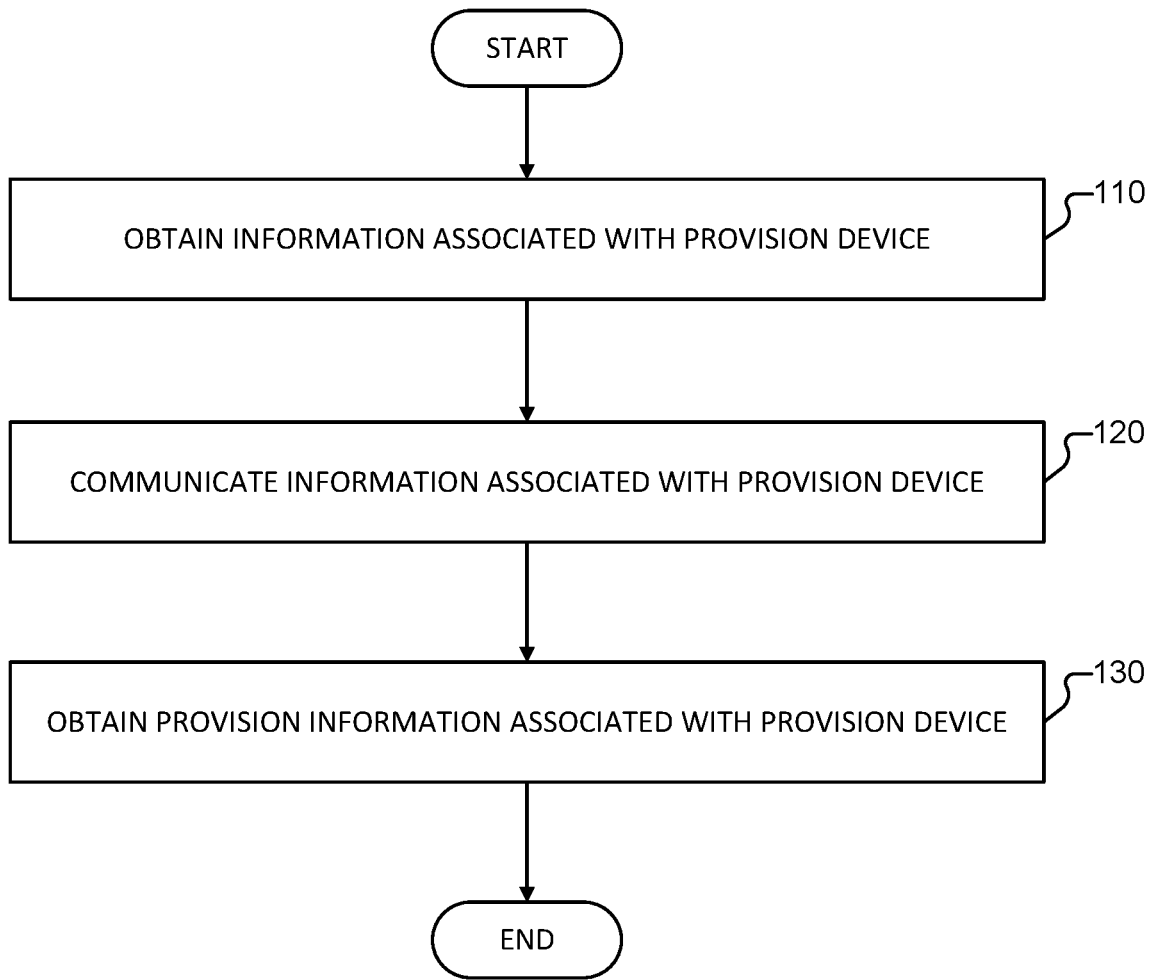 START
OBTAIN INFORMATION ASSOCIATED WITH PROVISION DEVICE
110
COMMUNICATE INFORMATION ASSOCIATED WITH PROVISION DEVICE
120
OBTAIN PROVISION INFORMATION ASSOCIATED WITH PROVISION DEVICE
130
END